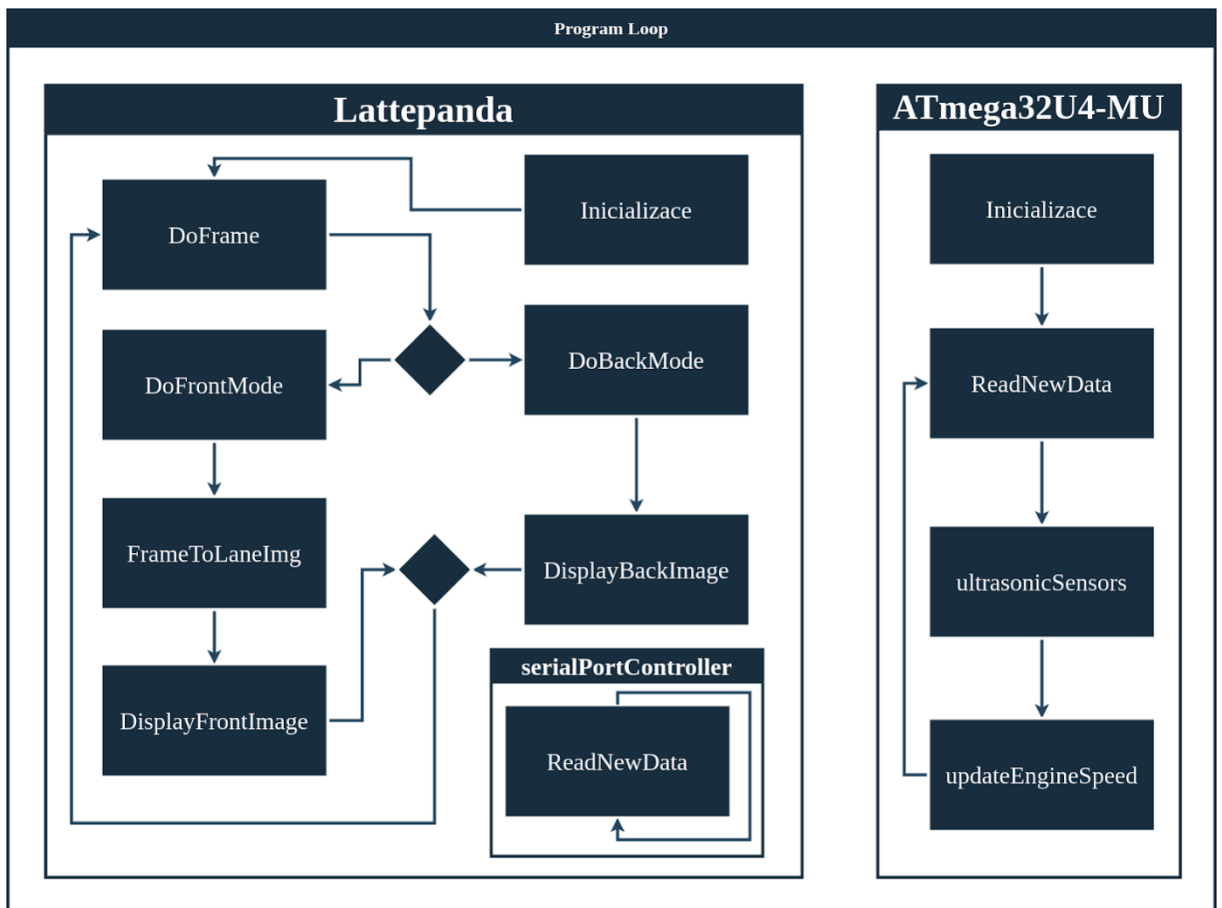 Program Loop
Lattepanda
Inicializace
DoFrame
DoFrontMode
DoBackMode
FrameToLaneImg
DisplayBackImage
DisplayFrontImage
serialPortController
ReadNewData
ATmega32U4-MU
Inicializace
ReadNewData
ultrasonicSensors
updateEngineSpeed